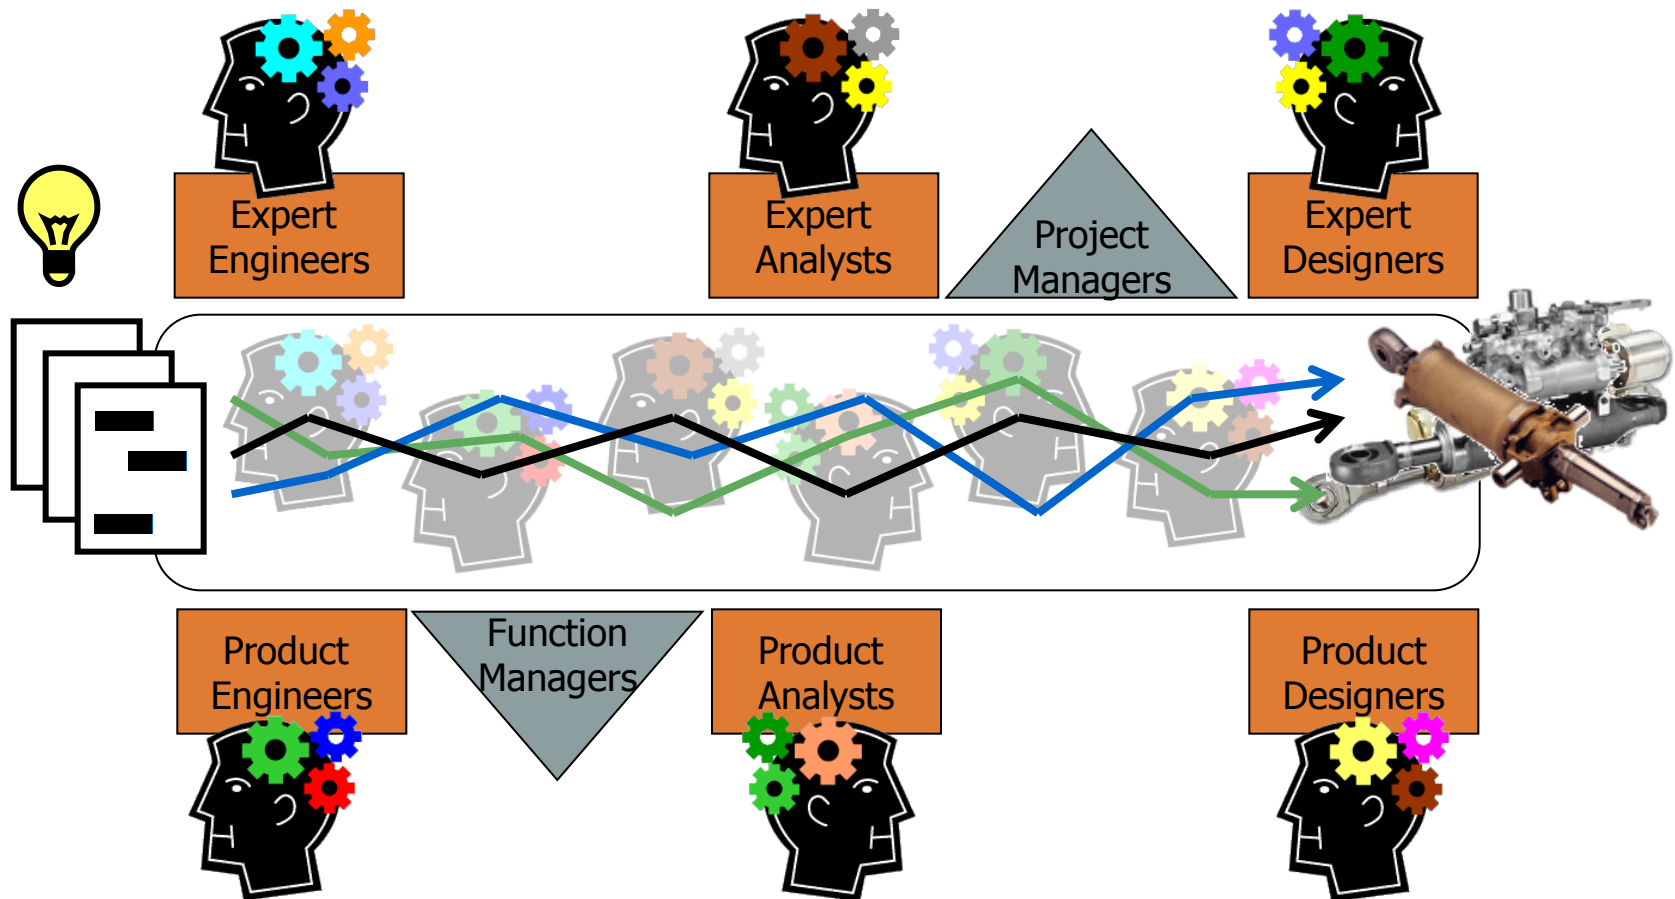 Expert
Engineers
Expert
Analysts
Project
Managers
Expert
Designers
Product
Engineers
Function
Managers
Product
Analysts
Product
Designers